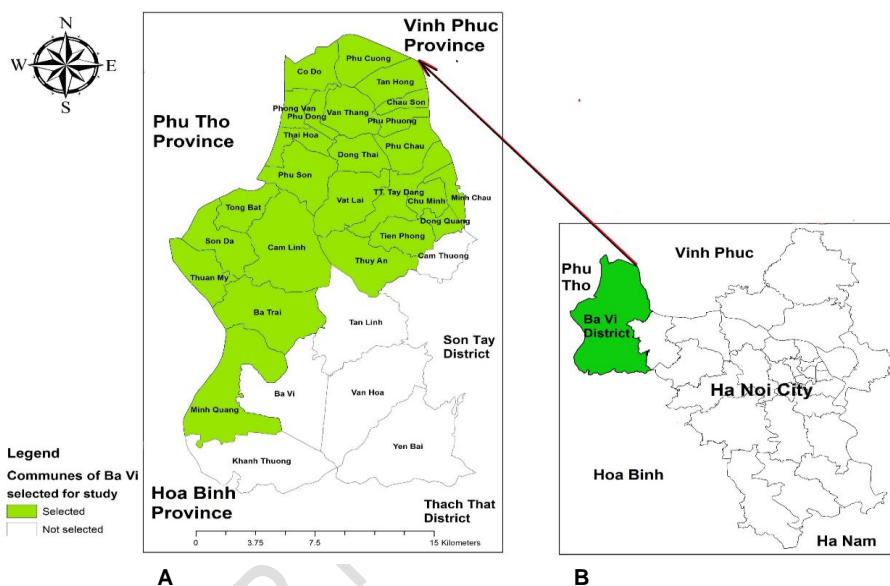 N
W
E
S
Vinh Phuc
Province
Phu Tho
Province
Phu Cuong
Co Do
Tan Hong
Chau Son
Phong Van
Phu Dong
Van Thang
Phu Phuong
Thai Hoa
Dong Thai
Phu Chau
Phu Son
TT. Tay Dang
Minh Chau
Vat Lai
Chu Minh
Tong Bat
Dong Quang
Tien Phong
Son Da
Cam Linh
Cam Thuong
Thuy An
Thuan My
Ba Trai
Tan Linh
Son Tay
District
Ba Vi
Van Hoa
Minh Quang
Yen Bai
Khanh Thuong
Hoa Binh
Province
Thach That
District
0
3.75
7.5
15 Kilometers
Legend
Communes of Ba Vi
selected for study
Selected
Not selected
A
Vinh Phuc
Phu
Tho
Ba Vi
District
Ha Noi City
Hoa Binh
Ha Nam
B